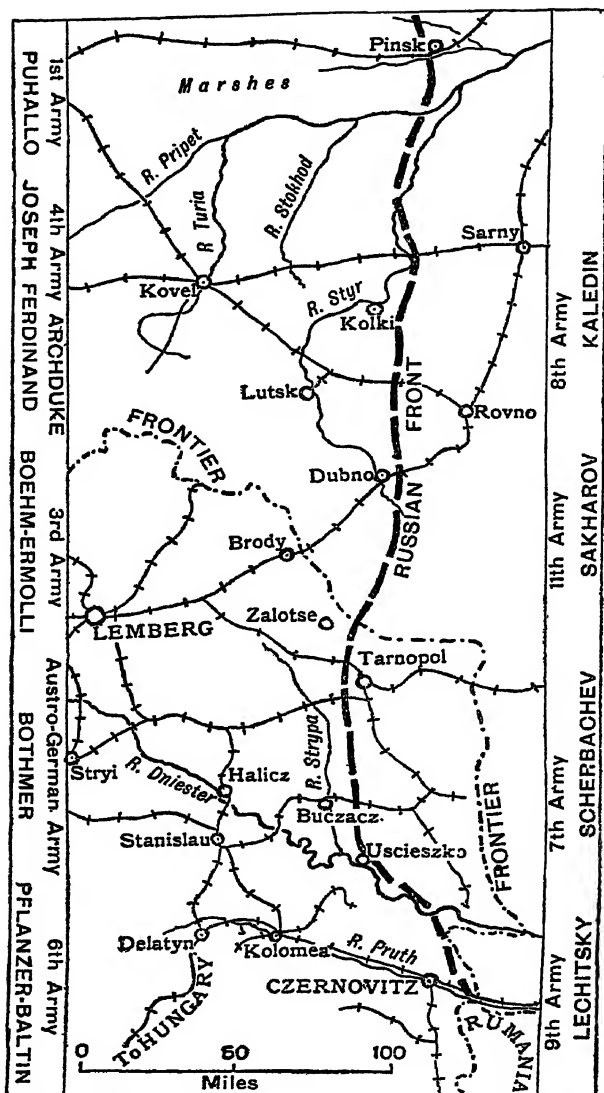 1st Army
PUHALLO
4th Army
JOSEPH FERDINAND ARCHDUKE
3rd Army
BOEHM-ERMOLLI
Austro-German Army
BOTHMER
6th Army
PFLANZER-BALTIN
Pinsk
Marshes
R. Pripet
R Turia
R. Stokhod
Sarny
Kovel
R. Styr
Kolki
Lutsk
Rovno
FRONTIER
RUSSIAN FRONT
Dubno
Brody
LEMBERG
Zalotse
Tarnopol
R. Strypa
Stryi
R. Dniester
Halicz
Buczacz.
Stanislau
Uscieszko
FRONTIER
Delatyn
Kolomea
R. Pruth
CZERNOVITZ
To HUNGARY
RUMANIA
0 50 100
Miles
8th Army
KALEDIN
11th Army
SAKHAROV
7th Army
SCHERBACHEV
9th Army
LECHITSKY